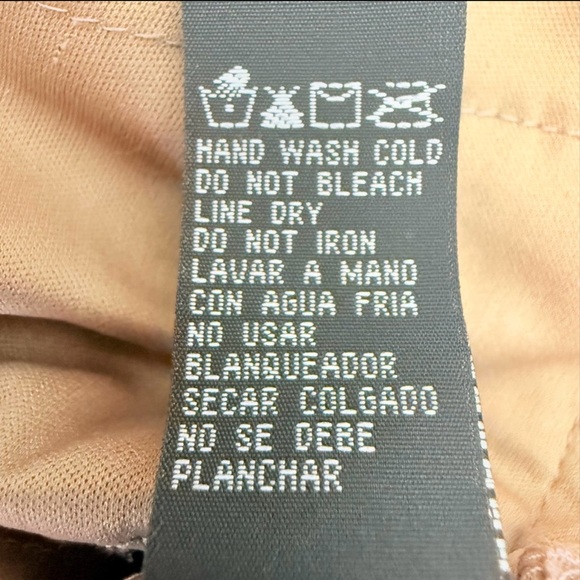 HAND WASH COLD
DO NOT BLEACH
LINE DRY
DO NOT IRON
LAVAR A MANO
CON AGUA FRIA
NO USAR
BLANQUEADOR
SECAR COLGADO
NO SE DEBE
PLANCHAR